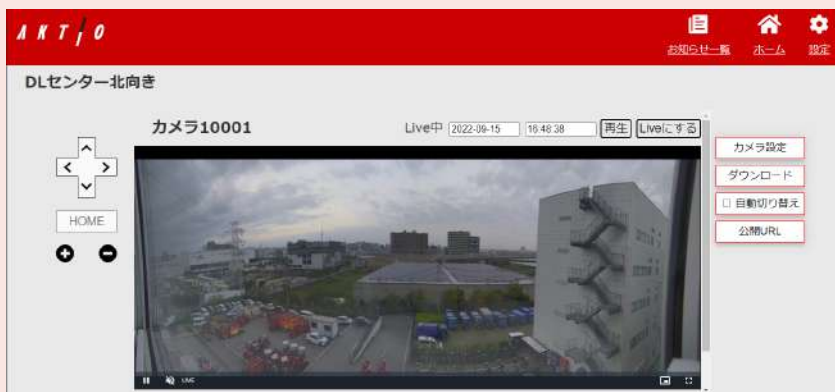 AKTIO
お知らせ一覧
ホーム
設定
DLセンター北向き
カメラ10001
Live中
2022-09-15
16:48:38
再生
Liveにする
HOME
カメラ設定
ダウンロード
自動切り替え
公開URL
LIVE